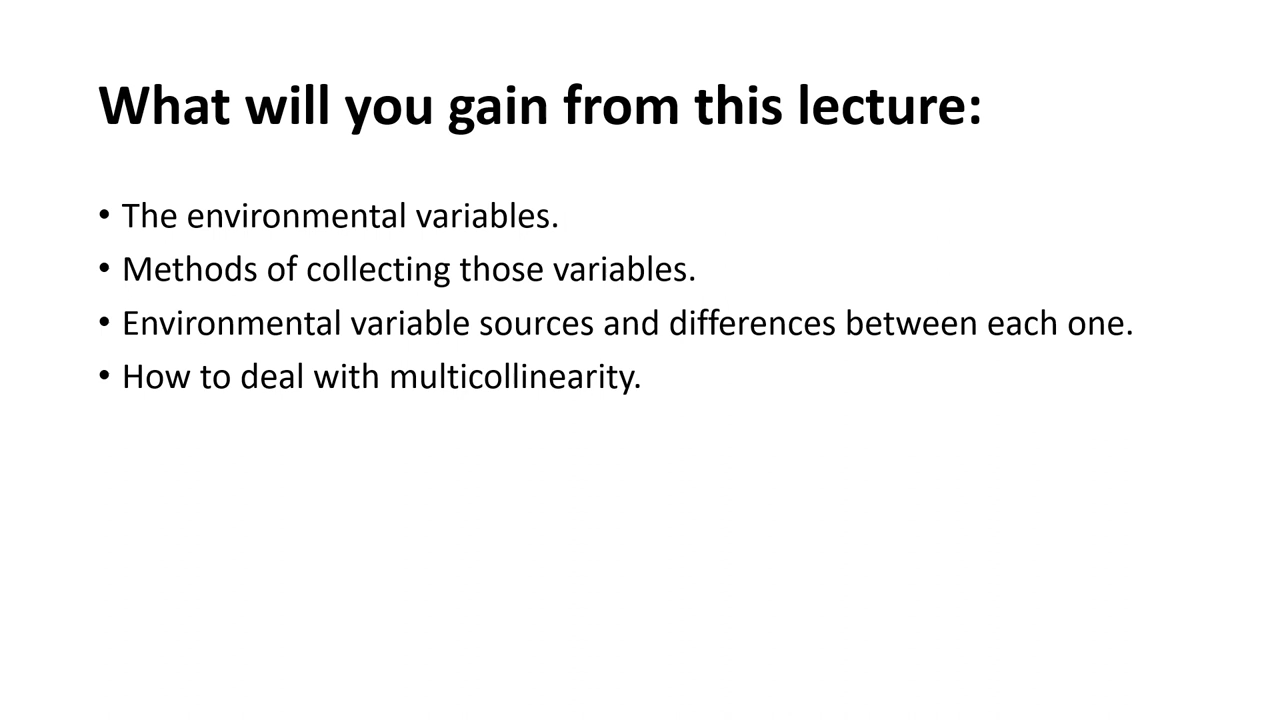 What will you gain from this lecture:
• The environmental variables.
• Methods of collecting those variables.
• Environmental variable sources and differences between each one.
• How to deal with multicollinearity.